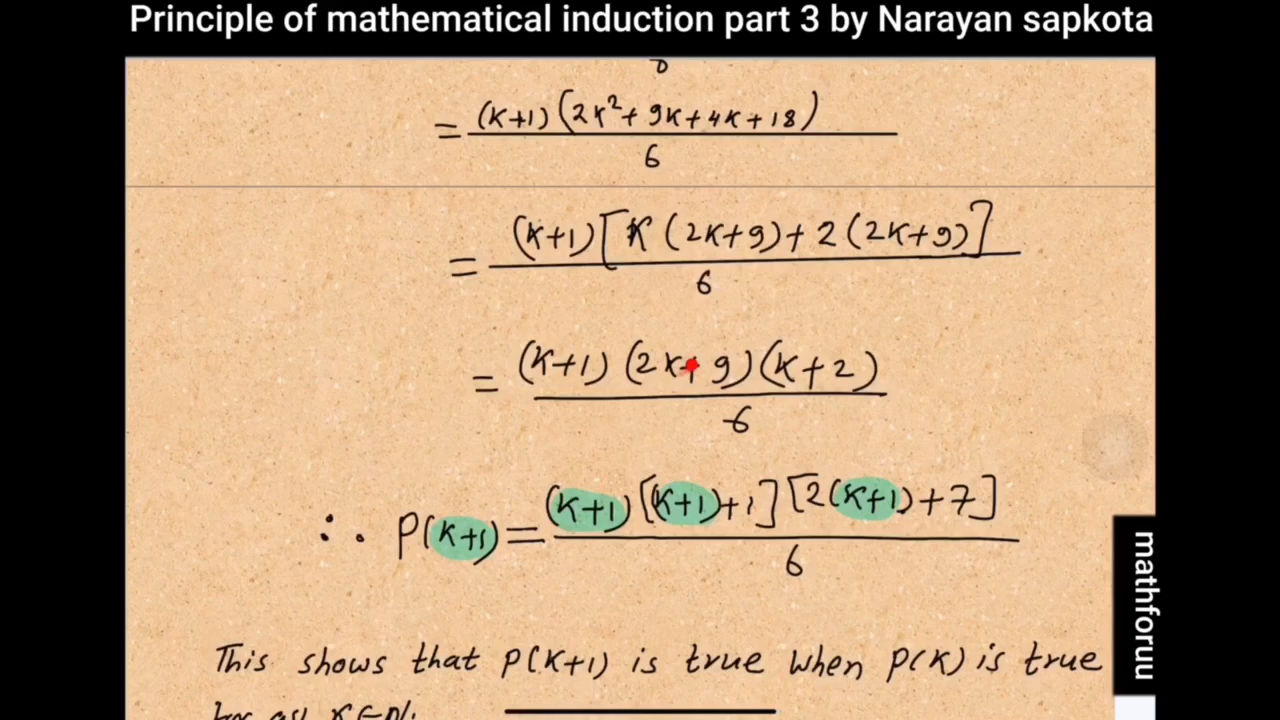 Principle of mathematical induction part 3 by Narayan sapkota
= (K+1)(2K²+9K+4K+18) / 6
= (K+1)[K(2K+9)+2(2K+9)] / 6
= (K+1)(2K+9)(K+2) / 6
∴ P(K+1) = (K+1)[(K+1)+1][2(K+1)+7] / 6
mathforuu
This shows that P(K+1) is true when P(K) is true